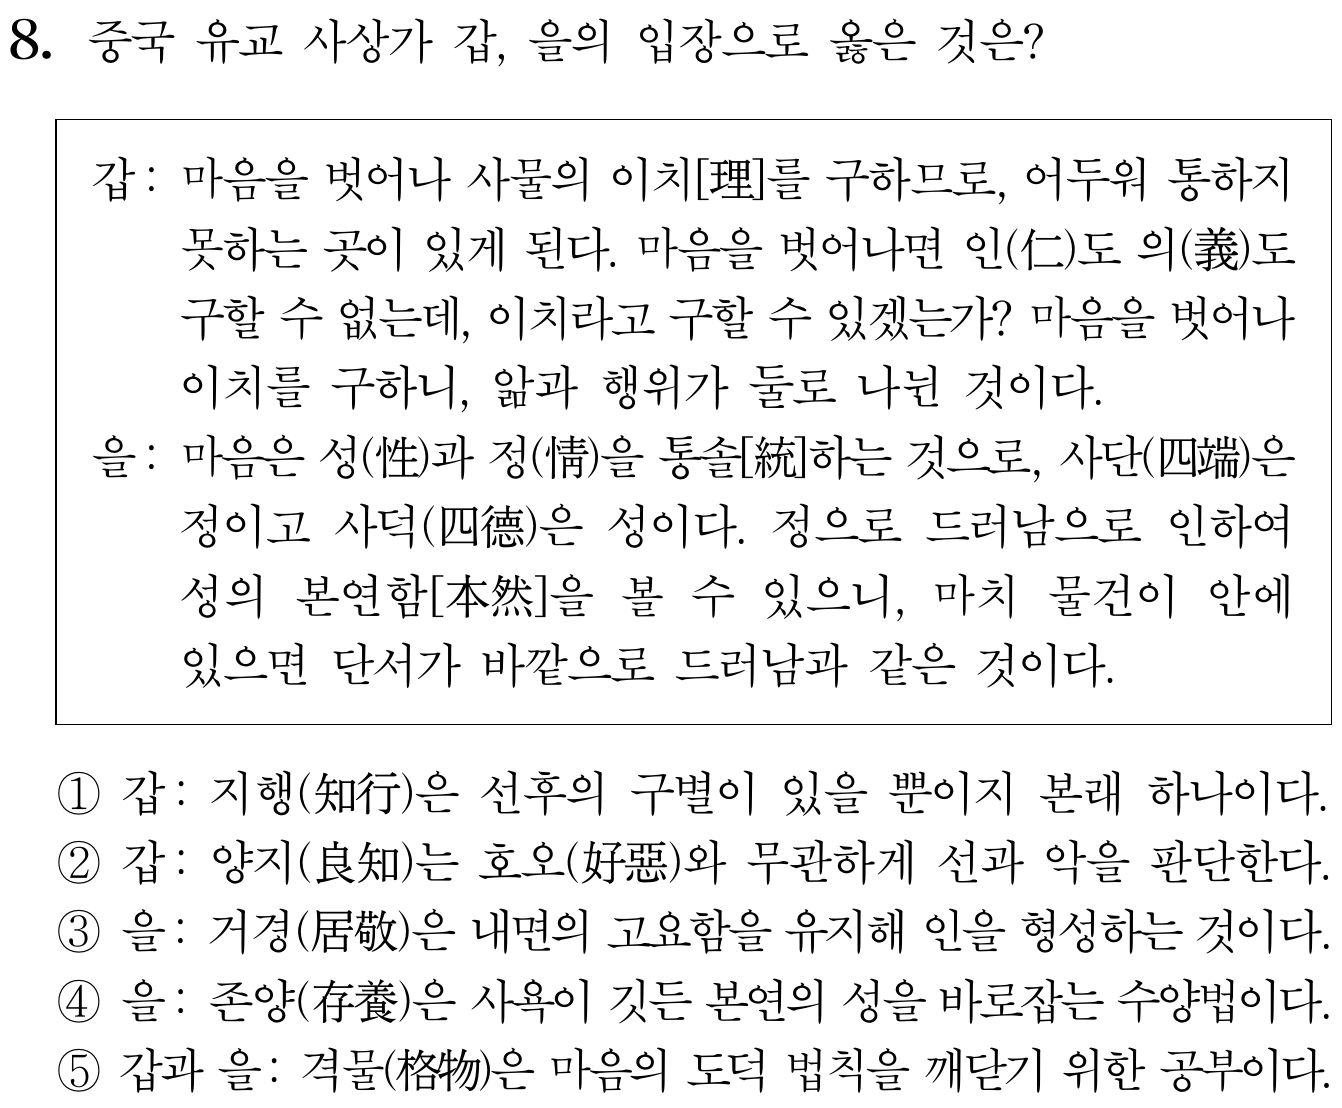 8. 중국 유교 사상가 갑, 을의 입장으로 옳은 것은?
갑: 마음을 벗어나 사물의 이치[理]를 구하므로, 어두워 통하지
못하는 곳이 있게 된다. 마음을 벗어나면 인(仁)도 의(義)도
구할 수 없는데, 이치라고 구할 수 있겠는가? 마음을 벗어나
이치를 구하니, 앎과 행위가 둘로 나뉜 것이다.
을: 마음은 성(性)과 정(情)을 통솔[統]하는 것으로, 사단(四端)은
정이고 사덕(四德)은 성이다. 정으로 드러남으로 인하여
성의 본연함[本然]을 볼 수 있으니, 마치 물건이 안에
있으면 단서가 바깥으로 드러남과 같은 것이다.
① 갑: 지행(知行)은 선후의 구별이 있을 뿐이지 본래 하나이다.
② 갑: 양지(良知)는 호오(好惡)와 무관하게 선과 악을 판단한다.
③ 을: 거경(居敬)은 내면의 고요함을 유지해 인을 형성하는 것이다.
④ 을: 존양(存養)은 사욕이 깃든 본연의 성을 바로잡는 수양법이다.
⑤ 갑과 을: 격물(格物)은 마음의 도덕 법칙을 깨닫기 위한 공부이다.